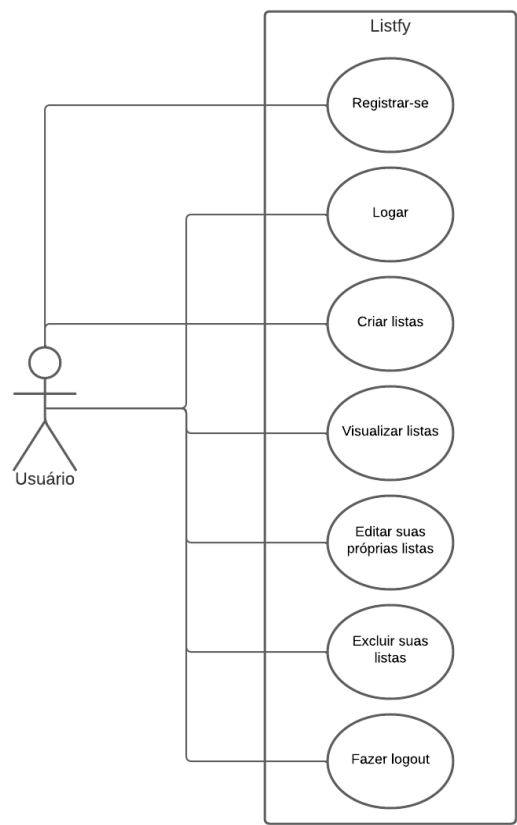 Listfy
Registrar-se
Logar
Criar listas
Visualizar listas
Editar suas
próprias listas
Excluir suas
listas
Fazer logout
Usuário